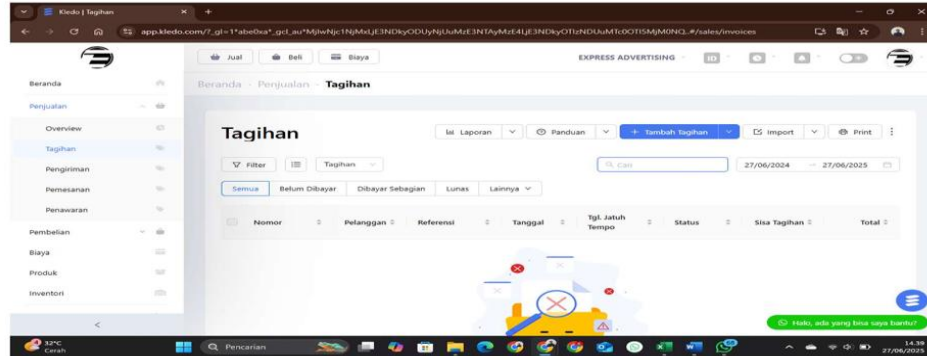 Kledo | Tagihan
Jual
Beli
Biaya
EXPRESS ADVERTISING
ID
Beranda
Beranda - Penjualan - Tagihan
Penjualan
Overview
Tagihan
Pengiriman
Pemesanan
Penawaran
Pembelian
Biaya
Produk
Inventori
Tagihan
Laporan
Panduan
+ Tambah Tagihan
Import
Print
Filter
Tagihan
Cari
27/06/2024 → 27/06/2025
Semua
Belum Dibayar
Dibayar Sebagian
Lunas
Lainnya
Nomor
Pelanggan
Referensi
Tanggal
Tgl. Jatuh
Tempo
Status
Sisa Tagihan
Total
Halo, ada yang bisa saya bantu?
32°C
Cerah
Pencarian
14.39
27/06/2025